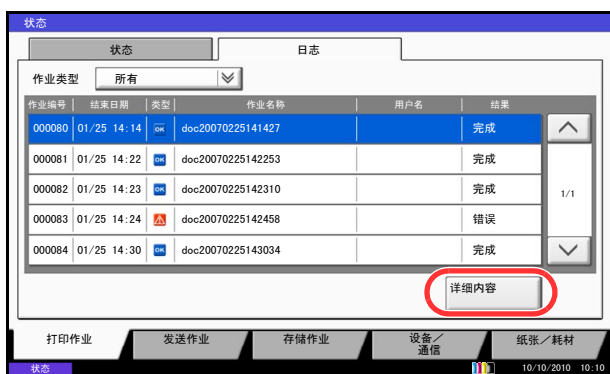 状态
状态 日志
作业类型 所有
作业编号 结束日期 类型 作业名称 用户名 结果
000080 01/25 14:14 OK doc20070225141427 完成
000081 01/25 14:22 OK doc20070225142253 完成
000082 01/25 14:23 OK doc20070225142310 完成
1/1
000083 01/25 14:24 doc20070225142458 错误
000084 01/25 14:30 OK doc20070225143034 完成
详细内容
打印作业 发送作业 存储作业 设备／ 纸张／耗材
通信
状态 10/10/2010 10:10